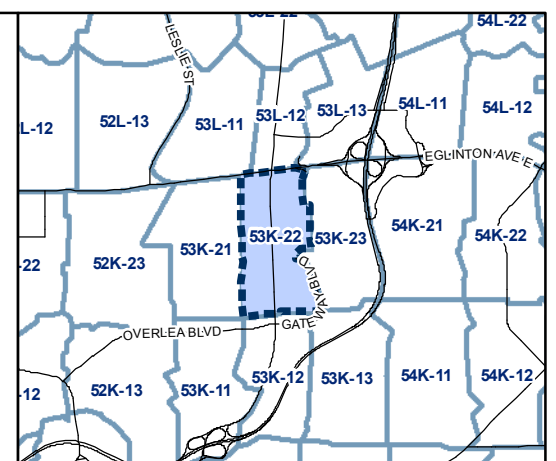 53L-22
54L-22
LESLIE ST
L-12
52L-13
53L-11
53L-12
53L-13
54L-11
54L-12
EGLINTON AVE E
-22
52K-23
53K-21
53K-22
53K-23
54K-21
54K-22
OVERLEA BLVD
GATEWAY BLVD
-12
52K-13
53K-11
53K-12
53K-13
54K-11
54K-12